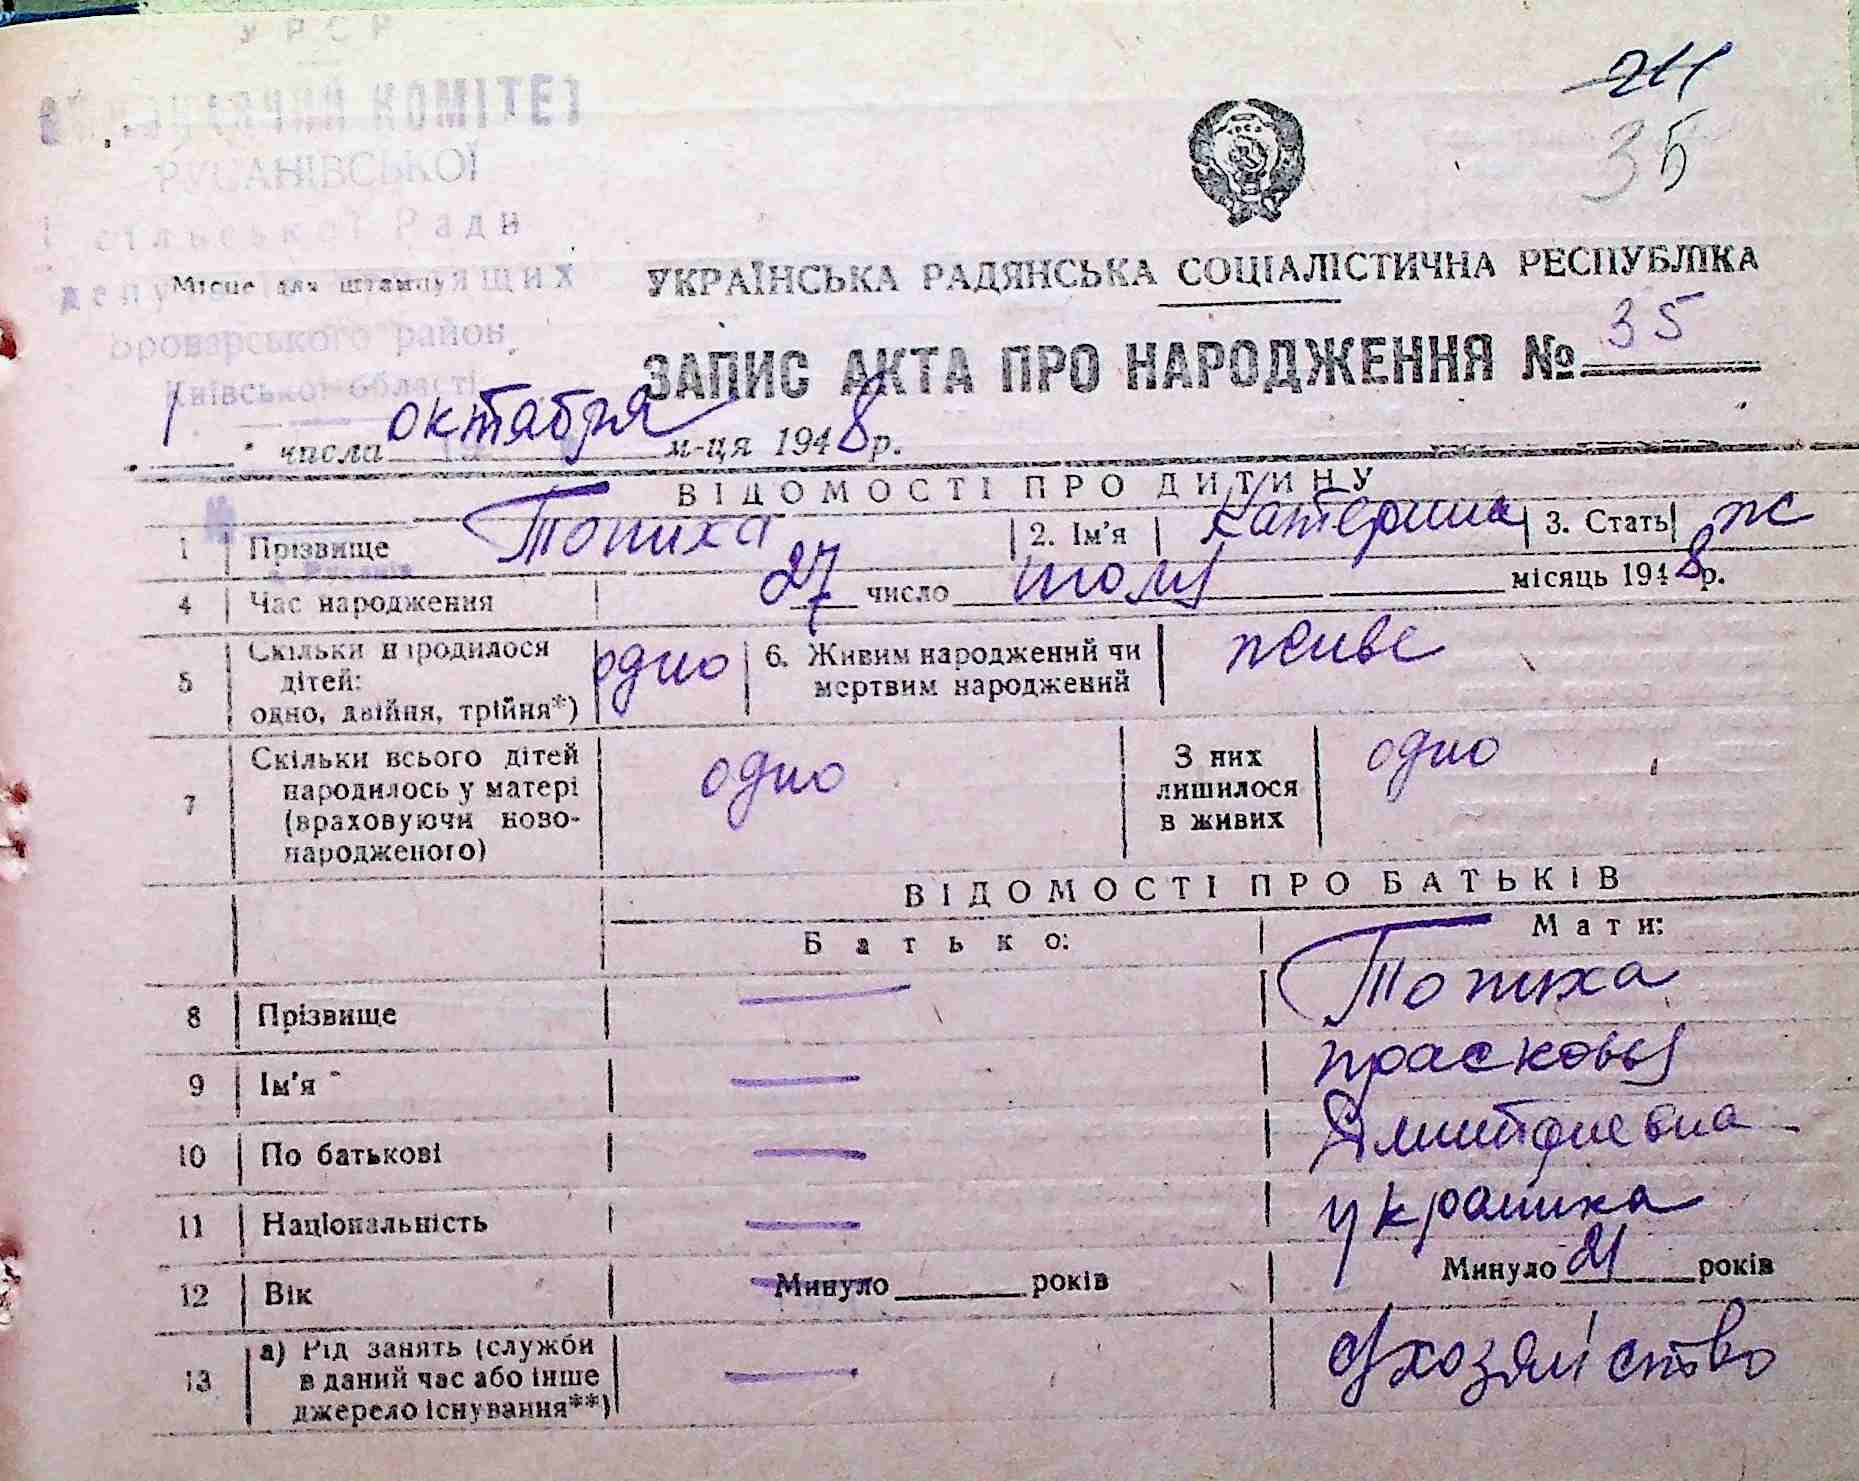 УРСР
24
ВИКОНАВЧИЙ КОМІТЕТ
35
РУСАНІВСЬКОЇ
сільської Ради
депутатів трудящих
Місце для штампу
УКРАЇНСЬКА РАДЯНСЬКА СОЦІАЛІСТИЧНА РЕСПУБЛІКА
Броварського район.
Київської області
ЗАПИС АКТА ПРО НАРОДЖЕННЯ № 35
1 числа октября м-ця 1948 р.
ВІДОМОСТІ ПРО ДИТИНУ
1 Прізвище Топиха 2. Ім'я Катерина 3. Стать ж
4 Час народження 27 число июля місяць 1948 р.
5 Скільки народилося дітей: одно, двійня, трійня*) одно 6. Живим народжений чи мертвим народжений живе
7 Скільки всього дітей народилось у матері (враховуючи новонародженого) одно З них лишилося в живих одно
ВІДОМОСТІ ПРО БАТЬКІВ
Батько: Мати:
8 Прізвище — Топиха
9 Ім'я — прасковья
10 По батькові — Дмитриевна
11 Національність — украинка
12 Вік Минуло ______ років Минуло 21 років
13 а) Рід занять (служби в даний час або інше джерело існування**) —